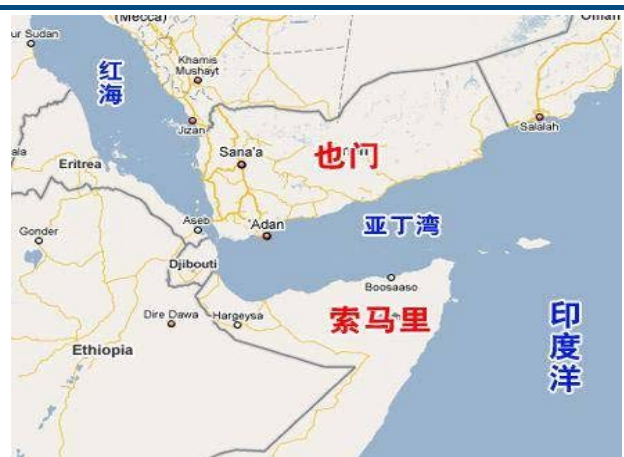 (Mecca)
ur Sudan
Oman
红
海
Khamis
Mushayt
Jizan
Salalah
Sana'a
也门
ala
Eritrea
Aseb
'Adan
亚丁湾
Gonder
Djibouti
Boosaaso
Dire Dawa
Hargeysa
索马里
印
度
洋
Ethiopia